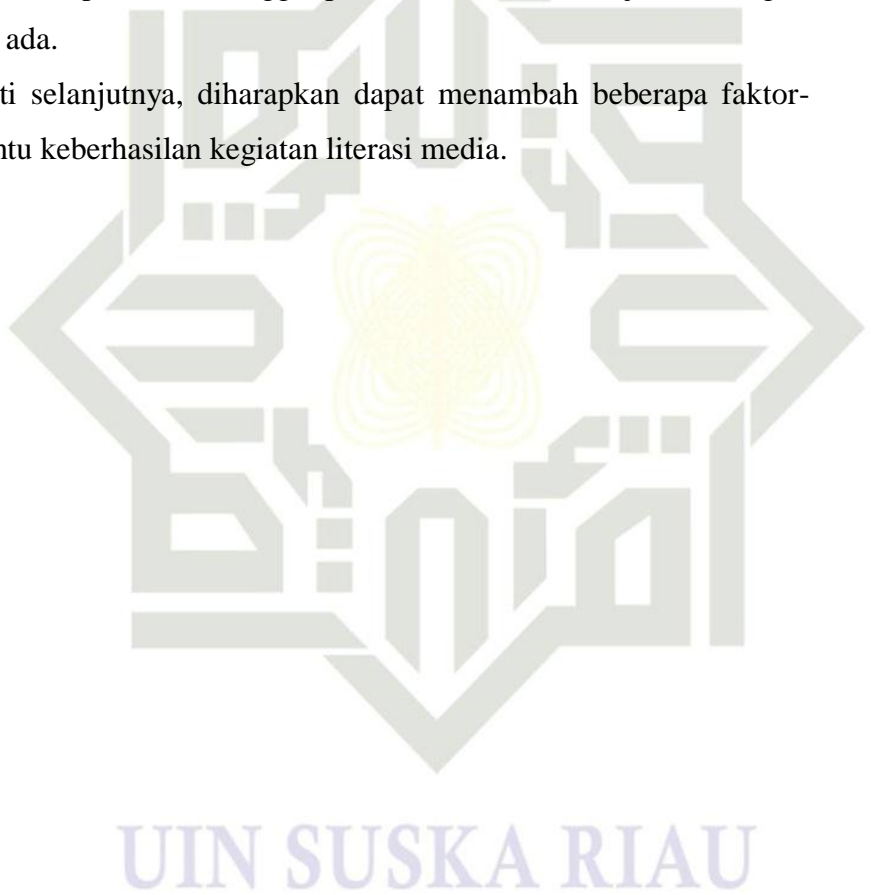 ada.
ti selanjutnya, diharapkan dapat menambah beberapa faktor-
ntu keberhasilan kegiatan literasi media.
UIN SUSKA RIAU